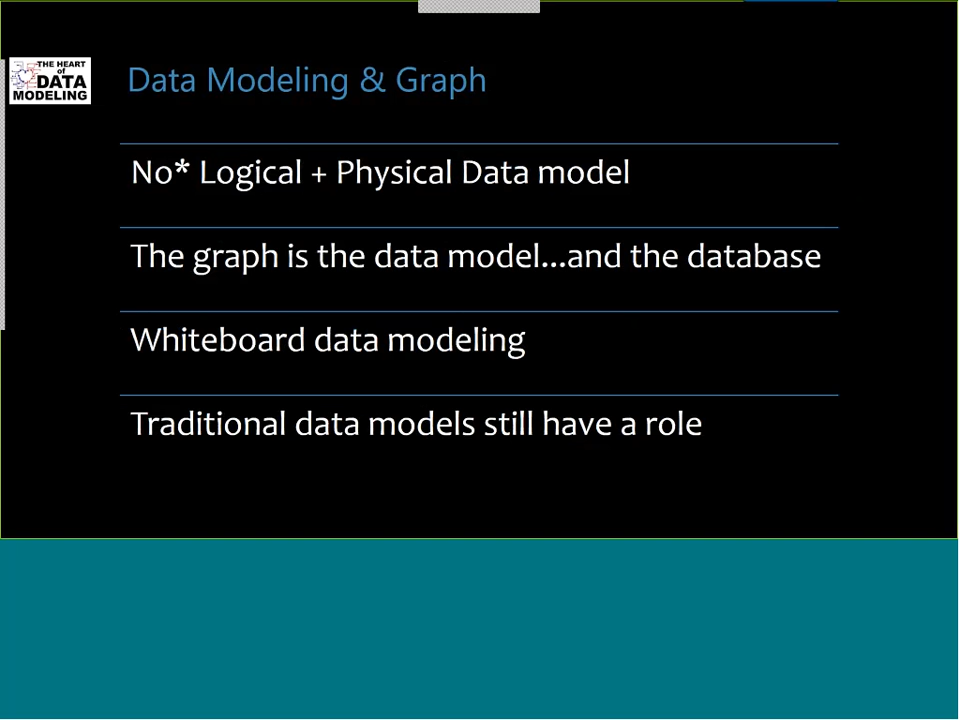 THE HEART
of
DATA
MODELING
Data Modeling & Graph
No* Logical + Physical Data model
The graph is the data model...and the database
Whiteboard data modeling
Traditional data models still have a role